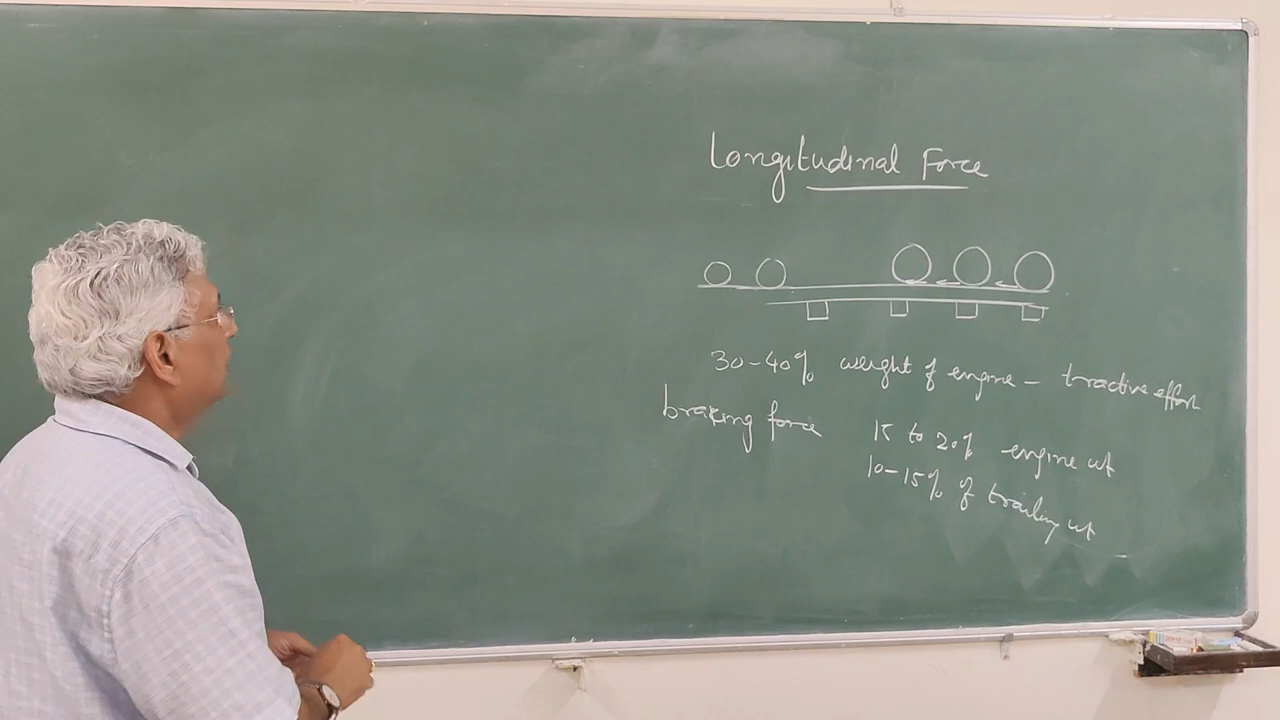 Longitudinal Force
30-40% weight of engine - tractive effort
braking force 15 to 20% engine wt
10-15% of trailing wt